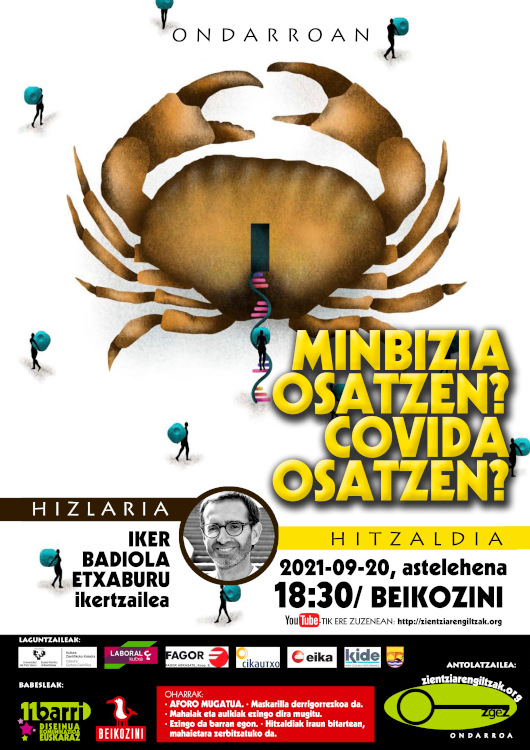 ONDARROAN
MINBIZIA
OSATZEN?
COVIDA
OSATZEN?
HIZLARIA
IKER
BADIOLA
ETXABURU
ikertzailea
HITZALDIA
2021-09-20, astelehena
18:30/ BEIKOZINI
YouTube-TIK ERE ZUZENEAN: http://zientziarengiltzak.org
LAGUNTZAILEAK:
LABORAL
kutxa
FAGOR
cikautxo
eika
kide
BABESLEAK:
11barri
DISEINUA
KOMUNIKAZIOA
EUSKARAZ
BEIKOZINI
OHARRAK:
· AFORO MUGATUA. · Maskarilla derrigorrezkoa da.
· Mahaiak eta aulkiak ezingo dira mugitu.
· Ezingo da barran egon. · Hitzaldiak iraun bitartean,
mahaietara zerbitzatuko da.
ANTOLATZAILEA:
zientziarengiltzak.org
zgez
ONDARROA